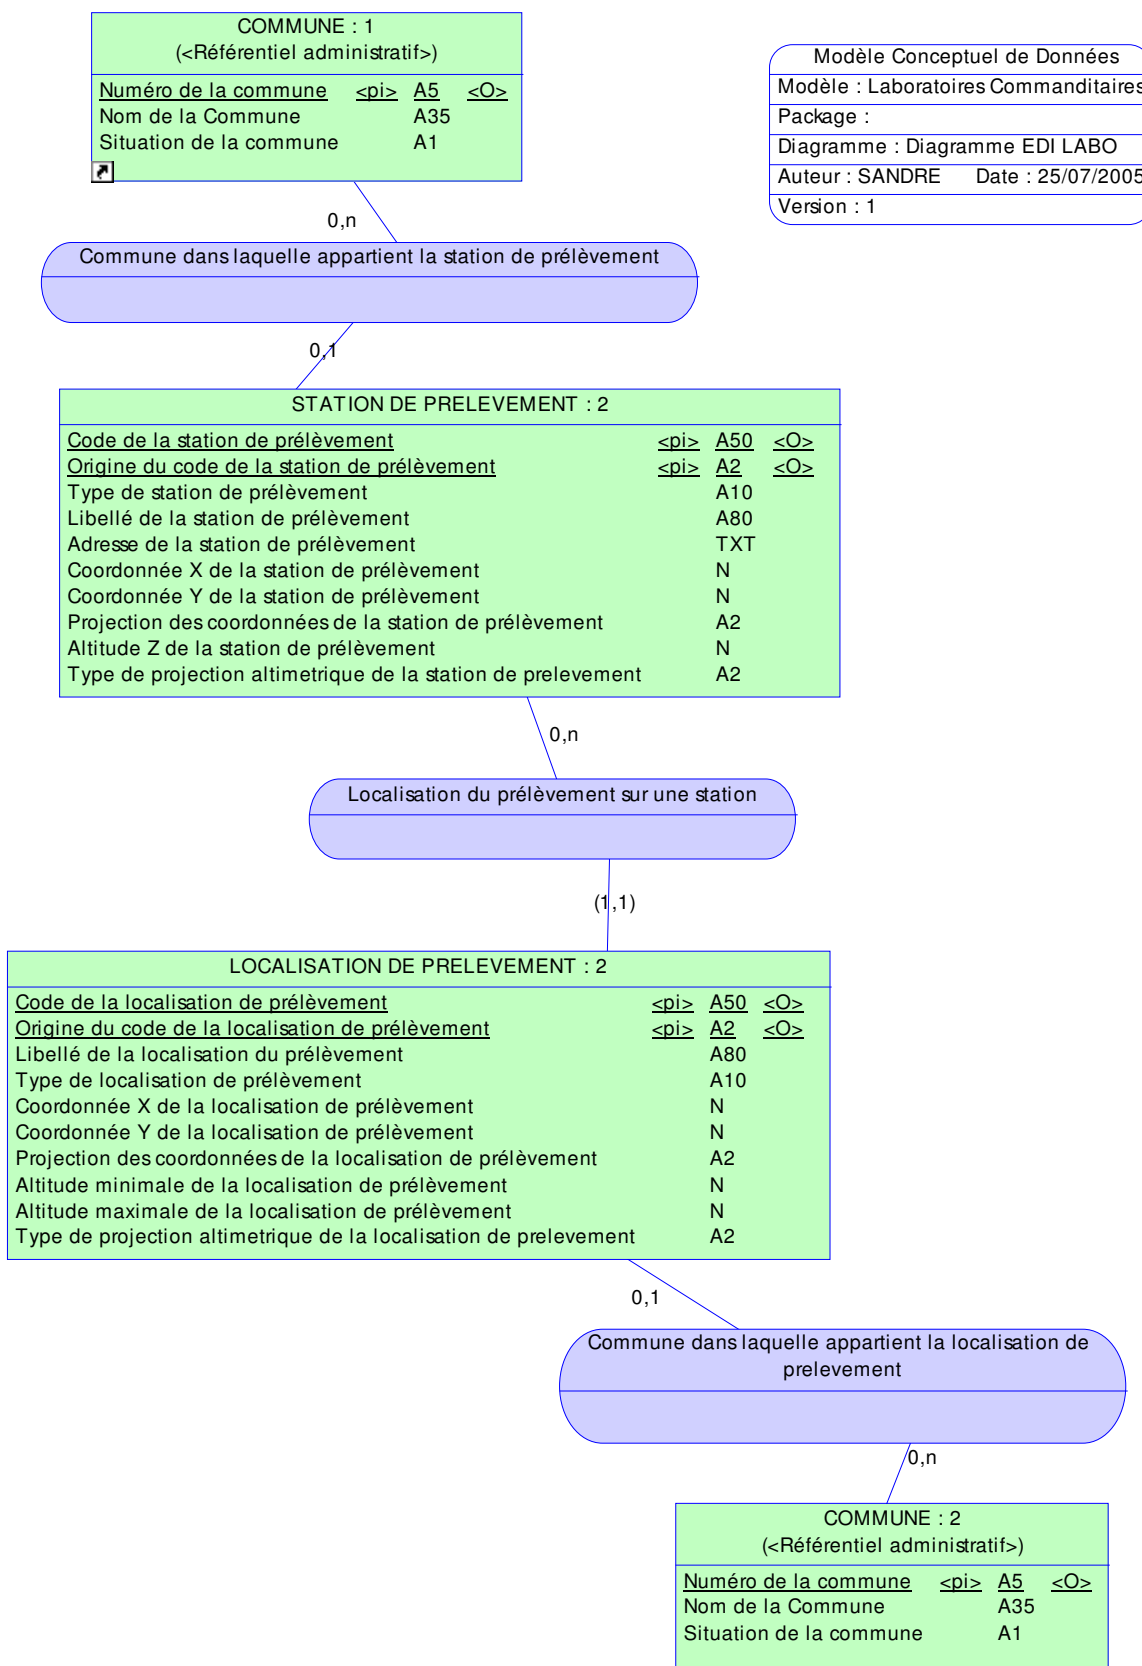 COMMUNE : 1
(<Référentiel administratif>)
Numéro de la commune <pi> A5 <O>
Nom de la Commune A35
Situation de la commune A1
Modèle Conceptuel de Données
Modèle : Laboratoires Commanditaires
Package :
Diagramme : Diagramme EDI LABO
Auteur : SANDRE Date : 25/07/2005
Version : 1
0,n
Commune dans laquelle appartient la station de prélèvement
0,1
STATION DE PRELEVEMENT : 2
Code de la station de prélèvement <pi> A50 <O>
Origine du code de la station de prélèvement <pi> A2 <O>
Type de station de prélèvement A10
Libellé de la station de prélèvement A80
Adresse de la station de prélèvement TXT
Coordonnée X de la station de prélèvement N
Coordonnée Y de la station de prélèvement N
Projection des coordonnées de la station de prélèvement A2
Altitude Z de la station de prélèvement N
Type de projection altimetrique de la station de prelevement A2
0,n
Localisation du prélèvement sur une station
(1,1)
LOCALISATION DE PRELEVEMENT : 2
Code de la localisation de prélèvement <pi> A50 <O>
Origine du code de la localisation de prélèvement <pi> A2 <O>
Libellé de la localisation du prélèvement A80
Type de localisation de prélèvement A10
Coordonnée X de la localisation de prélèvement N
Coordonnée Y de la localisation de prélèvement N
Projection des coordonnées de la localisation de prélèvement A2
Altitude minimale de la localisation de prélèvement N
Altitude maximale de la localisation de prélèvement N
Type de projection altimetrique de la localisation de prelevement A2
0,1
Commune dans laquelle appartient la localisation de
prelevement
0,n
COMMUNE : 2
(<Référentiel administratif>)
Numéro de la commune <pi> A5 <O>
Nom de la Commune A35
Situation de la commune A1